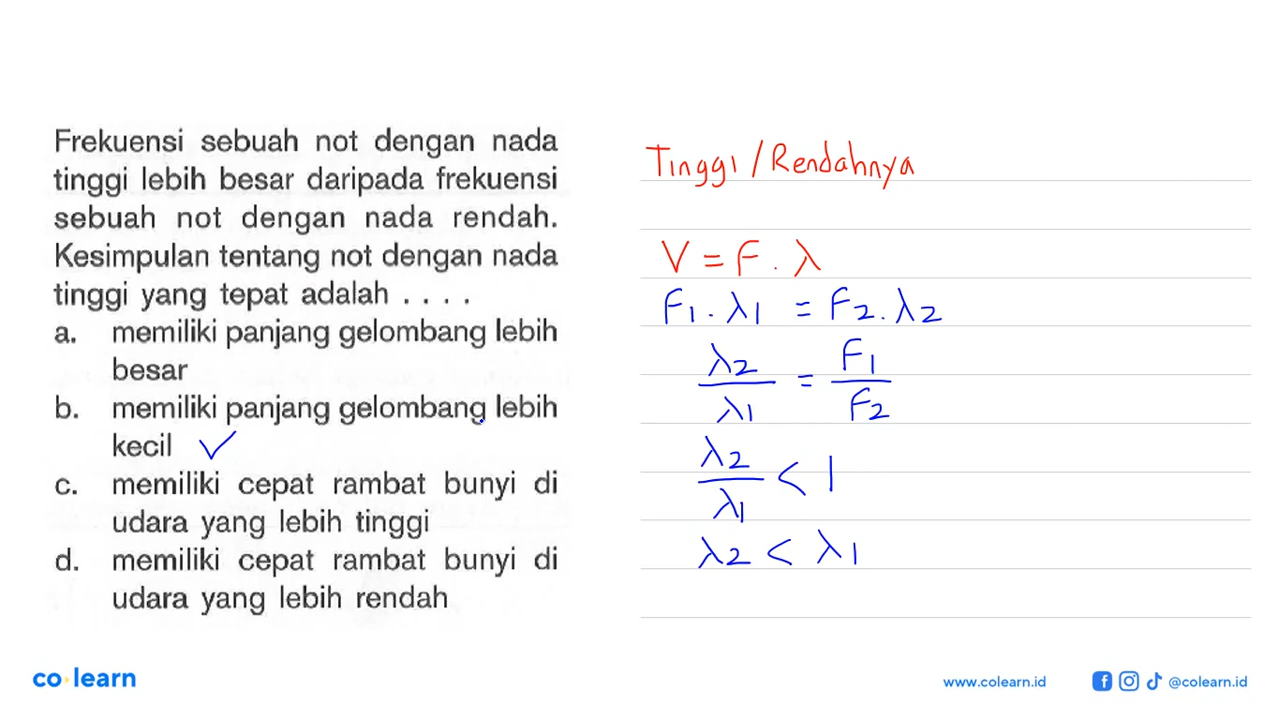 Frekuensi sebuah not dengan nada
tinggi lebih besar daripada frekuensi
sebuah not dengan nada rendah.
Kesimpulan tentang not dengan nada
tinggi yang tepat adalah . . . .
a. memiliki panjang gelombang lebih
besar
b. memiliki panjang gelombang lebih
kecil ✓
c. memiliki cepat rambat bunyi di
udara yang lebih tinggi
d. memiliki cepat rambat bunyi di
udara yang lebih rendah
Tinggi / Rendahnya
V = F . λ
F1 . λ1 = F2 . λ2
λ2/λ1 = F1/F2
λ2/λ1 < 1
λ2 < λ1
co·learn
www.colearn.id
@colearn.id